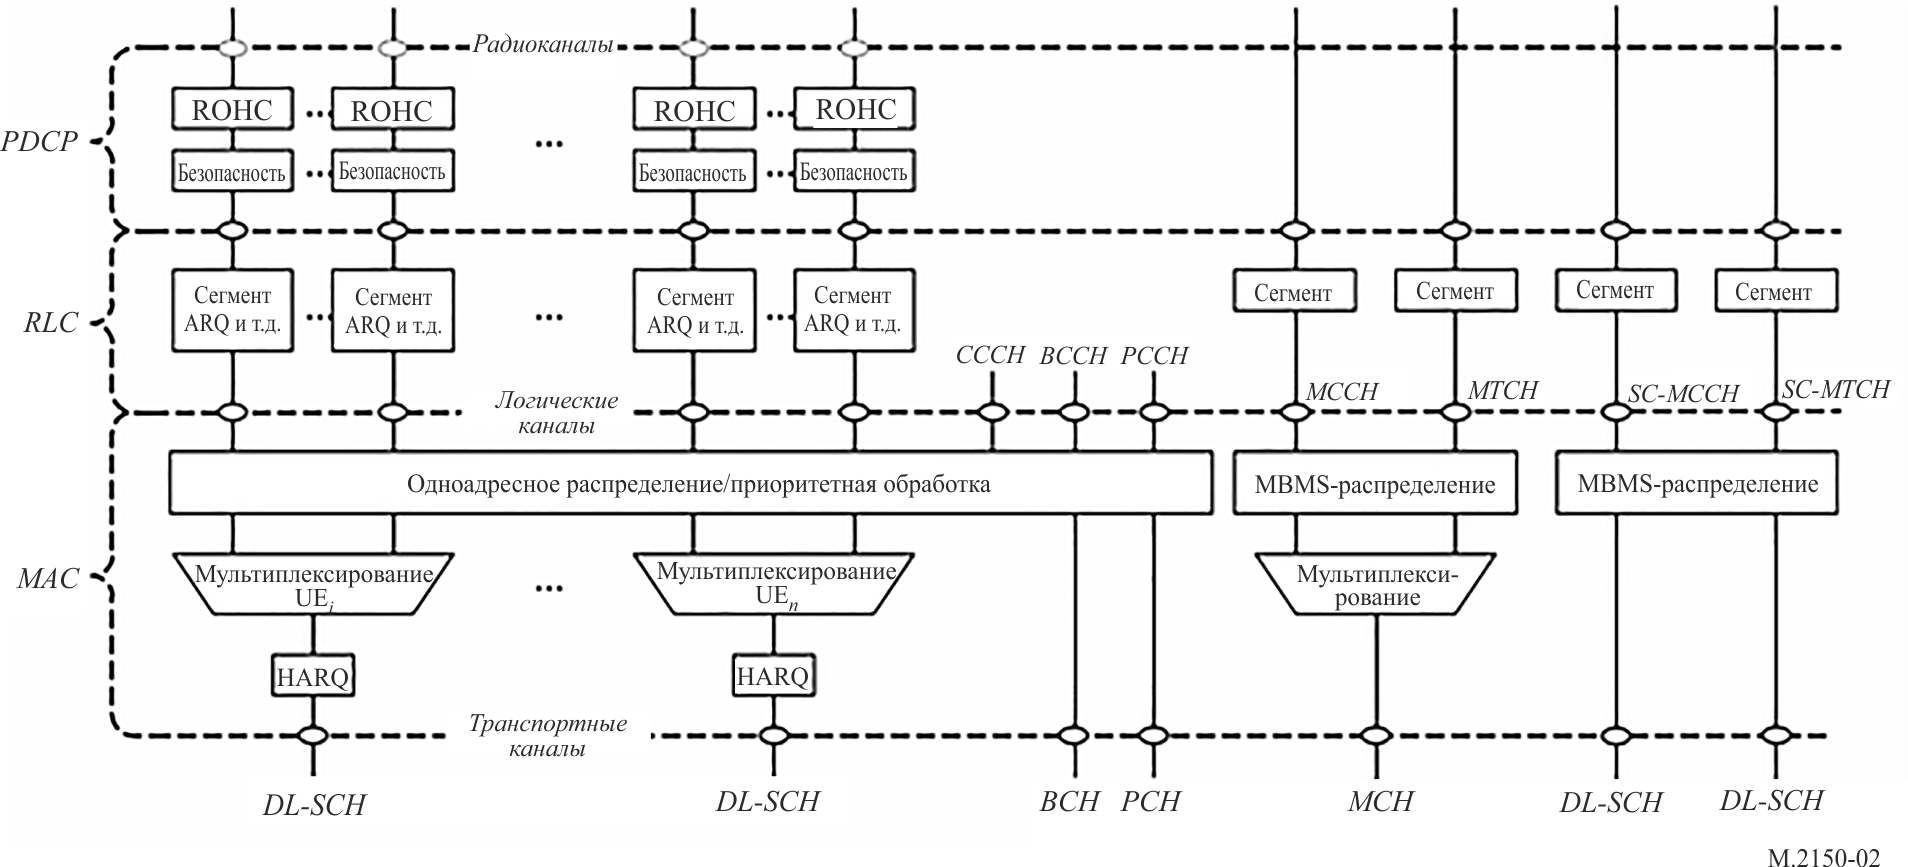 Радиоканалы
ROHC ... ROHC ROHC ... ROHC
PDCP ...
Безопасность ... Безопасность Безопасность ... Безопасность
Сегмент Сегмент Сегмент Сегмент Сегмент Сегмент Сегмент Сегмент
RLC ARQ и т.д. ... ARQ и т.д. ... ARQ и т.д. ... ARQ и т.д.
CCCH BCCH PCCH
MCCH MTCH SC-MCCH SC-MTCH
Логические
каналы
Одноадресное распределение/приоритетная обработка MBMS-распределение MBMS-распределение
MAC Мультиплексирование ... Мультиплексирование Мультиплекси-
UEi UEn рование
HARQ HARQ
Транспортные
каналы
DL-SCH DL-SCH BCH PCH MCH DL-SCH DL-SCH
M.2150-02